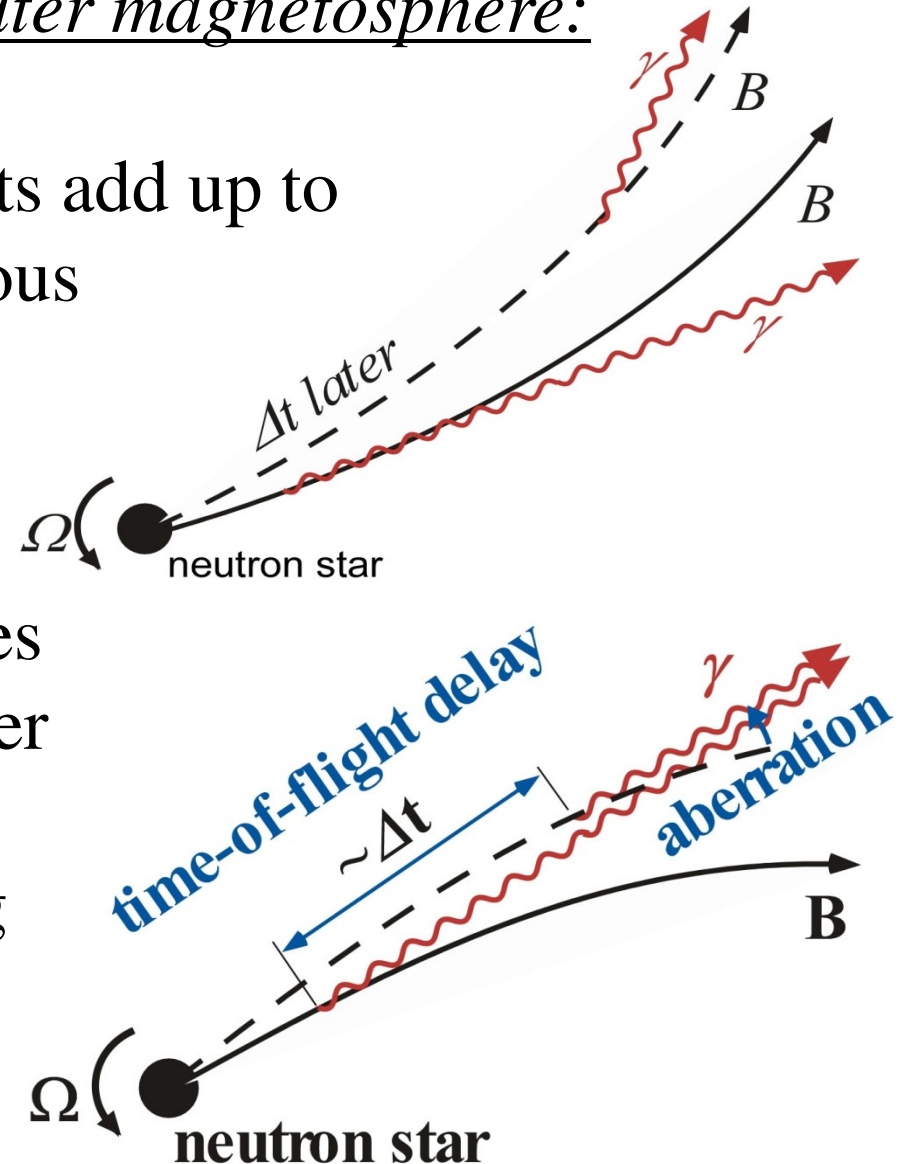 ter magnetosphere:
γ
B
ts add up to
B
ous
γ
Δt later
Ω
neutron star
es
γ
er
time-of-flight delay
~Δt
aberration
g
B
Ω
neutron star